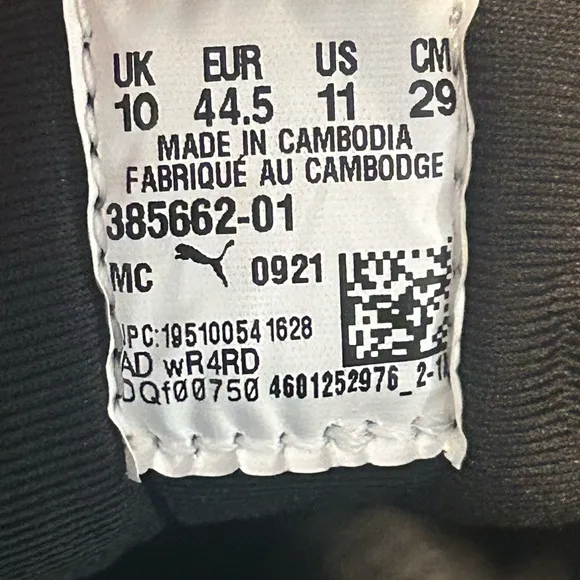 UK EUR US CM
10 44.5 11 29
MADE IN CAMBODIA
FABRIQUÉ AU CAMBODGE
385662-01
MC 0921
UPC:195100541628
AD wR4RD
DQf00750 4601252976_2-1